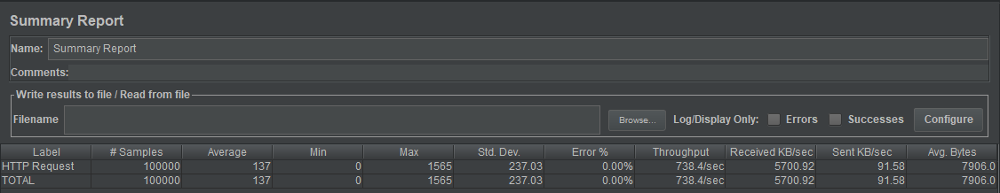 Summary Report
Name: Summary Report
Comments:
Write results to file / Read from file
Filename Browse... Log/Display Only: Errors Successes Configure
Label # Samples Average Min Max Std. Dev. Error % Throughput Received KB/sec Sent KB/sec Avg. Bytes
HTTP Request 100000 137 0 1565 237.03 0.00% 738.4/sec 5700.92 91.58 7906.0
TOTAL 100000 137 0 1565 237.03 0.00% 738.4/sec 5700.92 91.58 7906.0